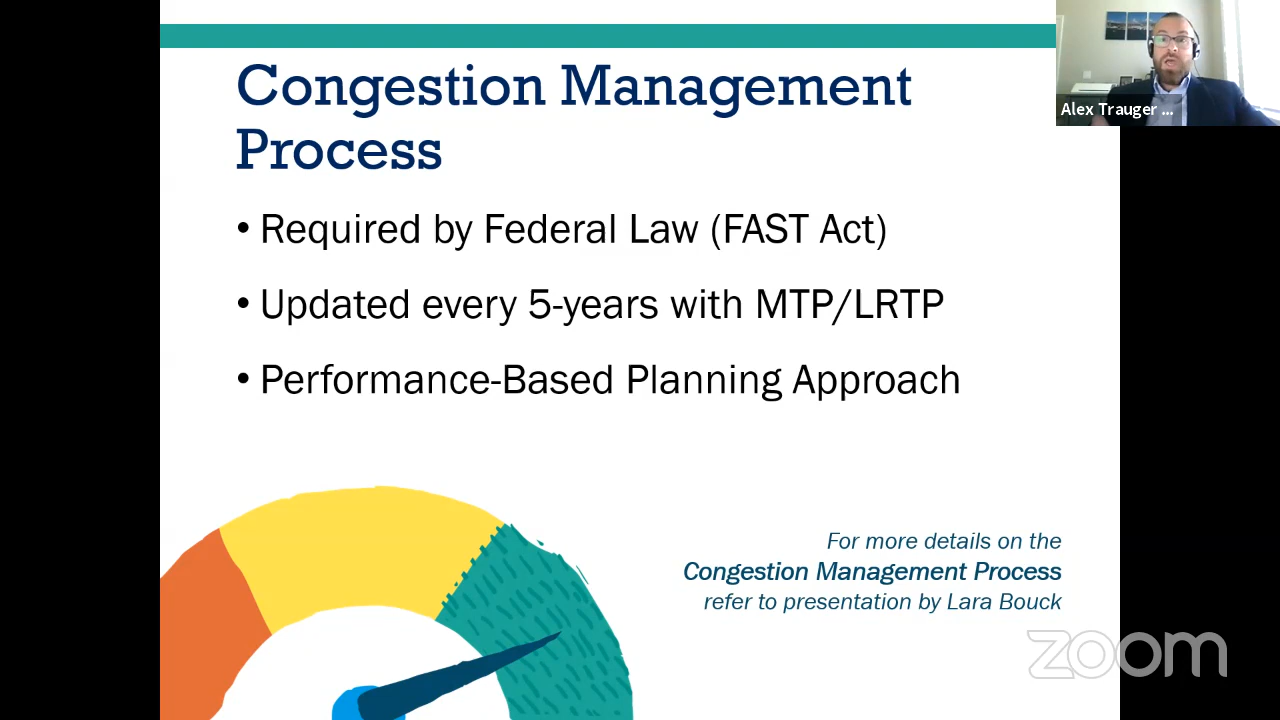 Congestion Management
Process
• Required by Federal Law (FAST Act)
• Updated every 5-years with MTP/LRTP
• Performance-Based Planning Approach
For more details on the
Congestion Management Process
refer to presentation by Lara Bouck
Alex Trauger ...
zoom